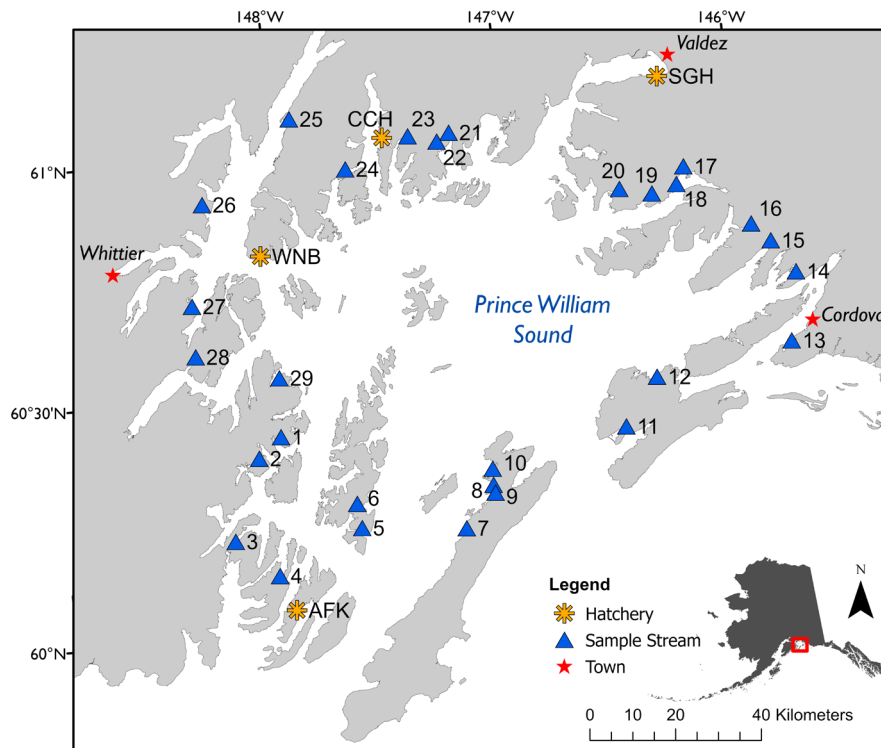 148°W 147°W 146°W
Valdez
SGH
CCH 23 21
25
22
24
61°N
20 19 17
18
26
16
15
Whittier
WNB
14
27
Prince William
Sound
Cordova
13
28
29
12
60°30'N
11
1
2
10
8 9
6
5
7
3
4
AFK
60°N
Legend
Hatchery
Sample Stream
Town
N
0 10 20 40 Kilometers